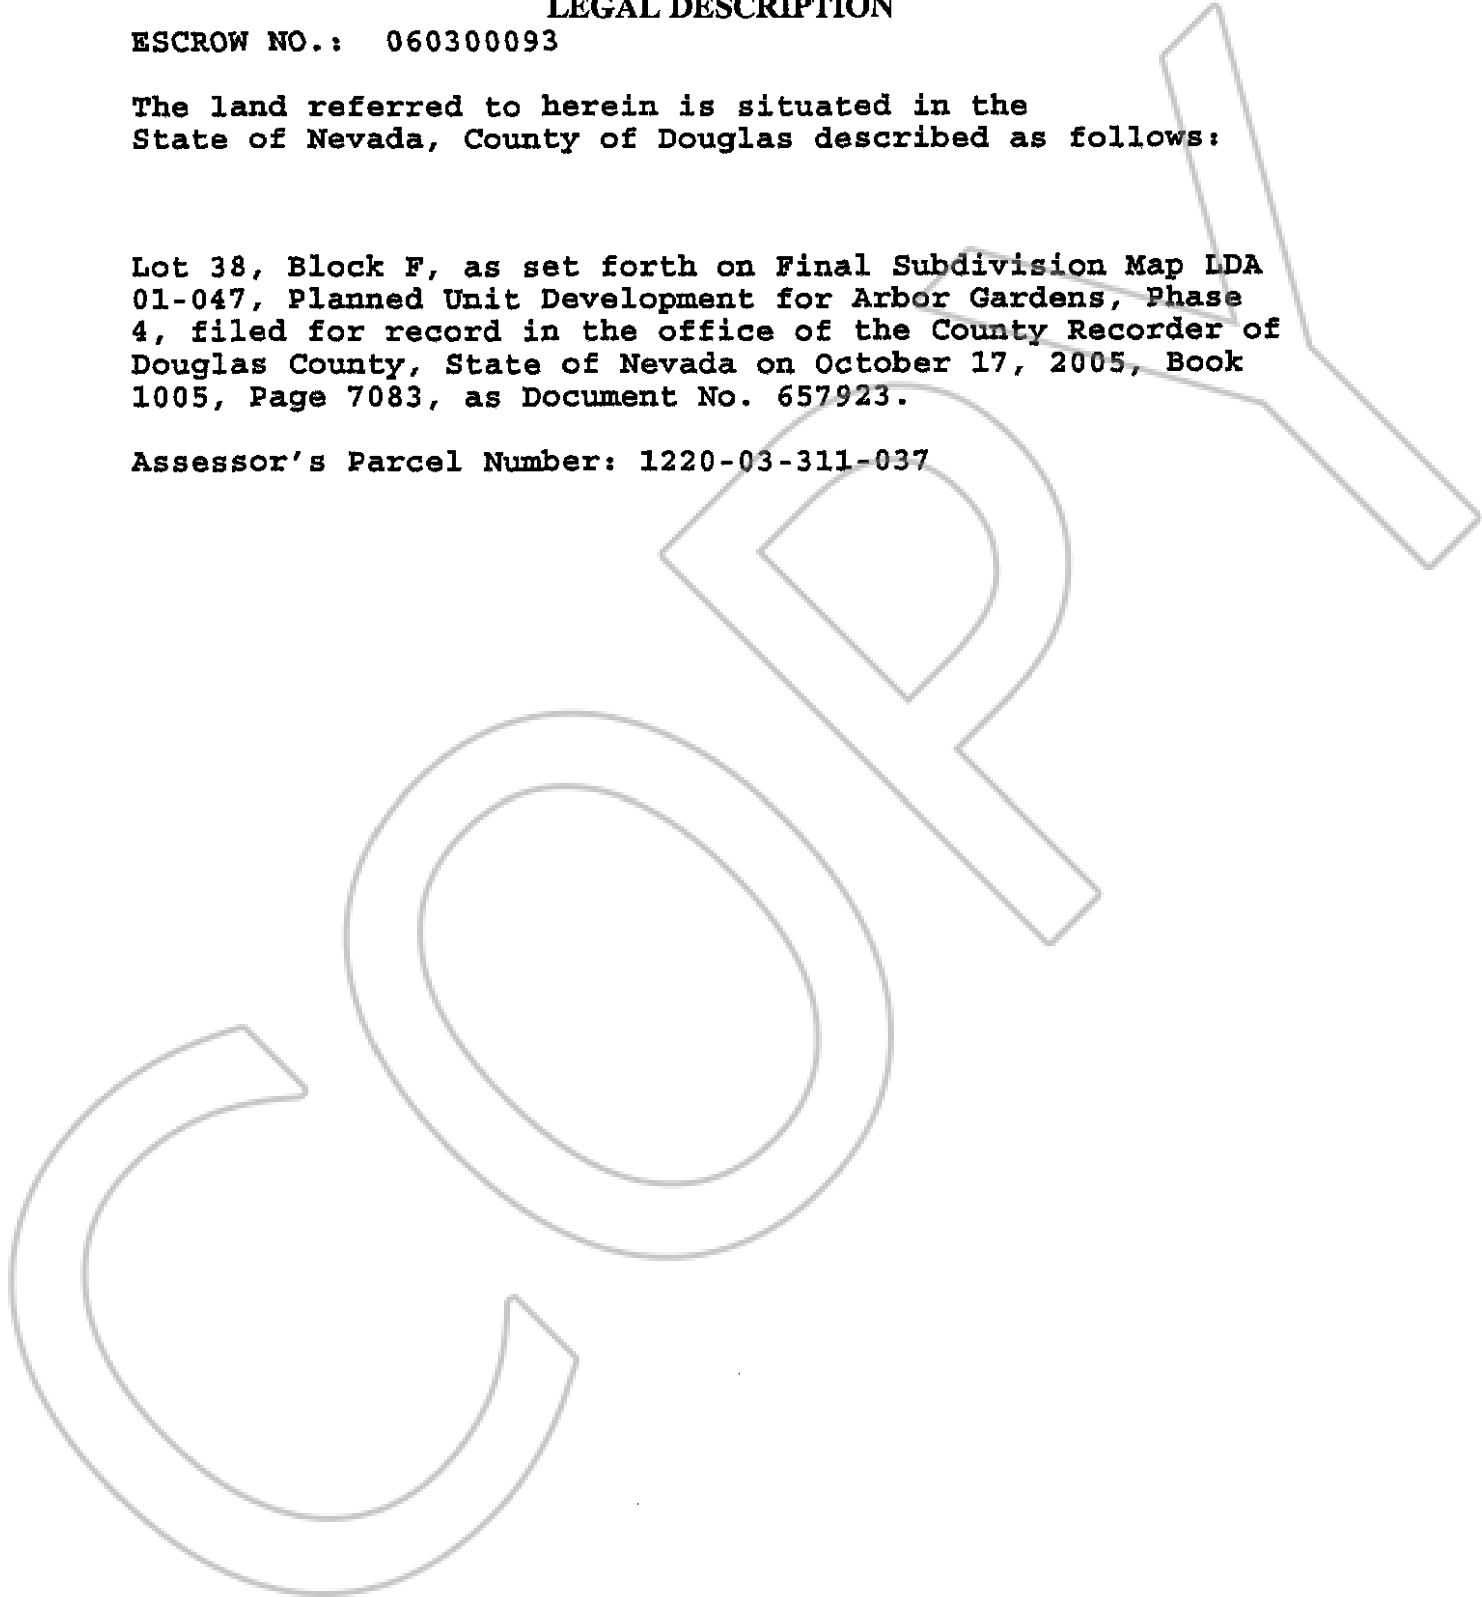 LEGAL DESCRIPTION
ESCROW NO.: 060300093
The land referred to herein is situated in the
State of Nevada, County of Douglas described as follows:
Lot 38, Block F, as set forth on Final Subdivision Map LDA
01-047, Planned Unit Development for Arbor Gardens, Phase
4, filed for record in the office of the County Recorder of
Douglas County, State of Nevada on October 17, 2005, Book
1005, Page 7083, as Document No. 657923.
Assessor's Parcel Number: 1220-03-311-037
COPY